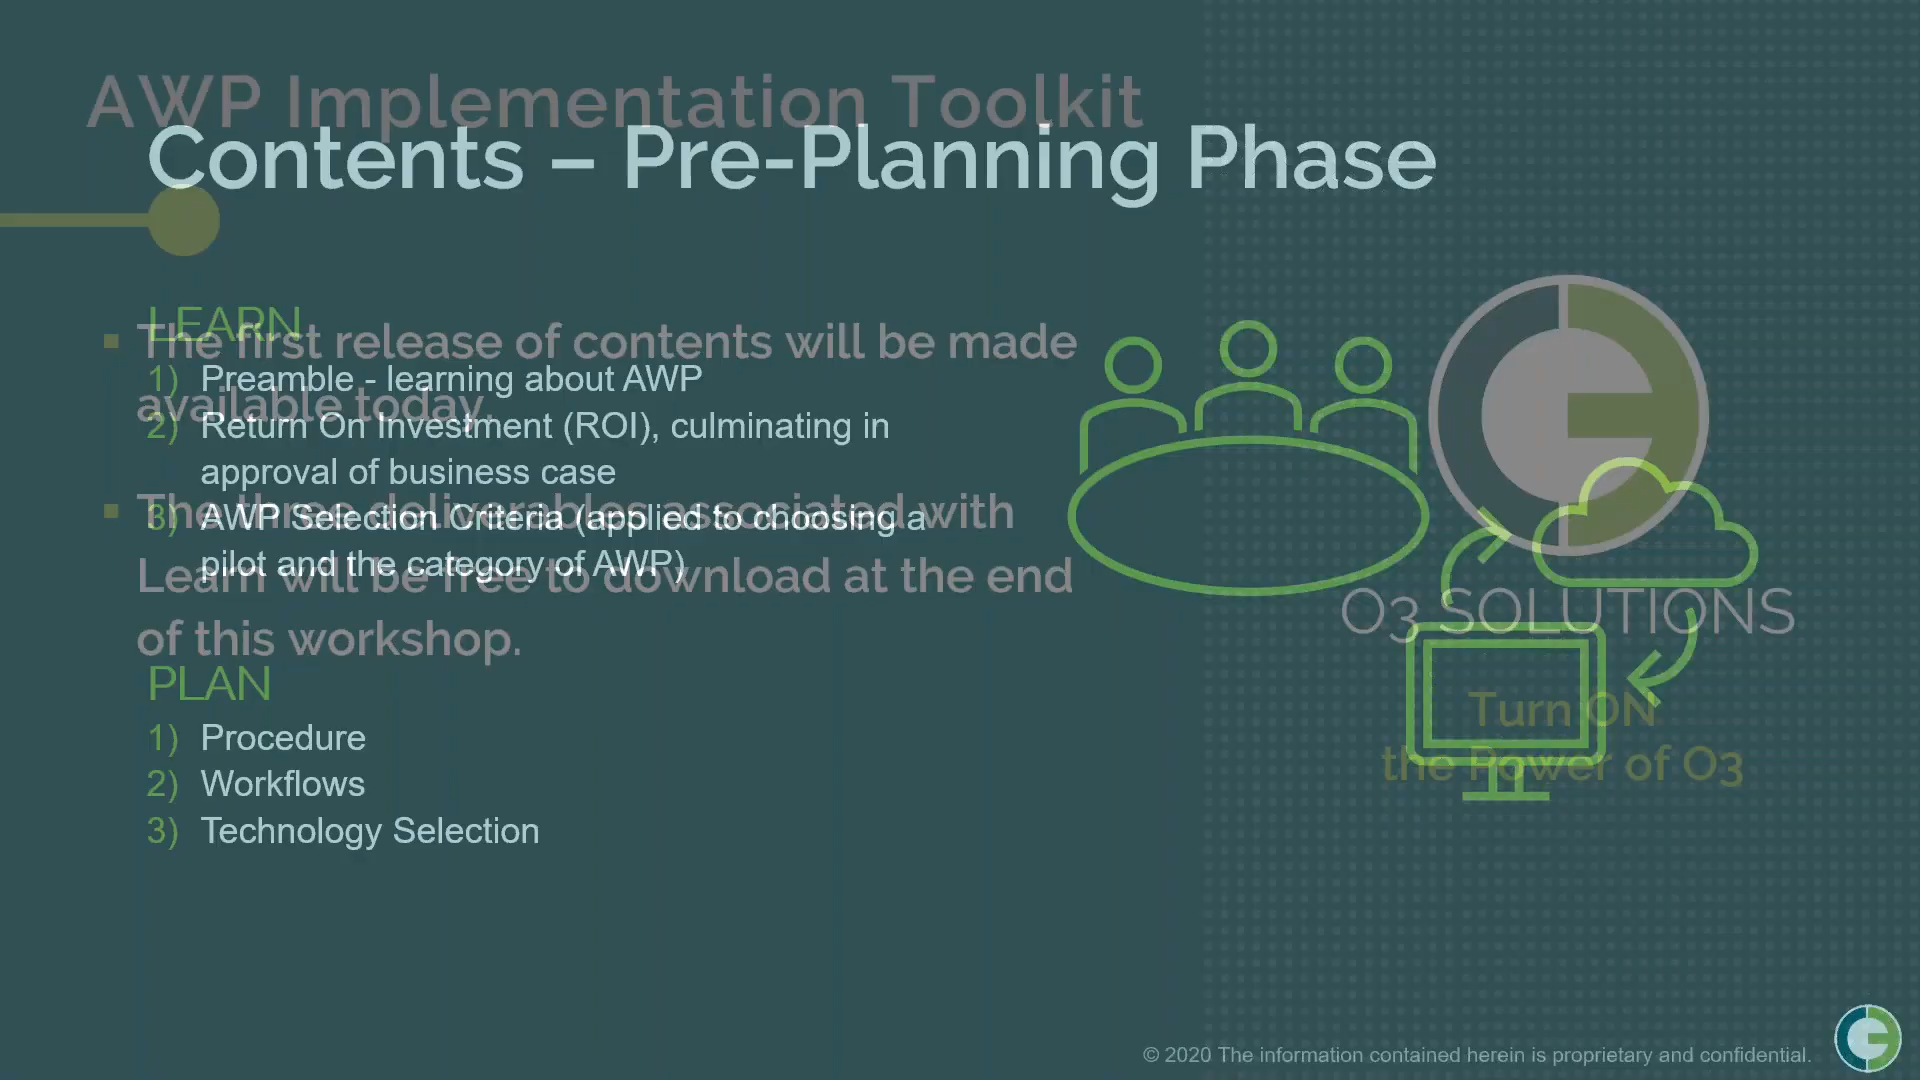 AWP Implementation Toolkit
Contents – Pre-Planning Phase
LEARN
1) Preamble - learning about AWP
2) Return On Investment (ROI), culminating in
approval of business case
3) AWP Selection Criteria (applied to choosing a
pilot and the category of AWP)
PLAN
1) Procedure
2) Workflows
3) Technology Selection
▪ The first release of contents will be made
available today.
▪ The three deliverables associated with
Learn will be free to download at the end
of this workshop.
O3 SOLUTIONS
Turn ON
the Power of O3
© 2020 The information contained herein is proprietary and confidential.